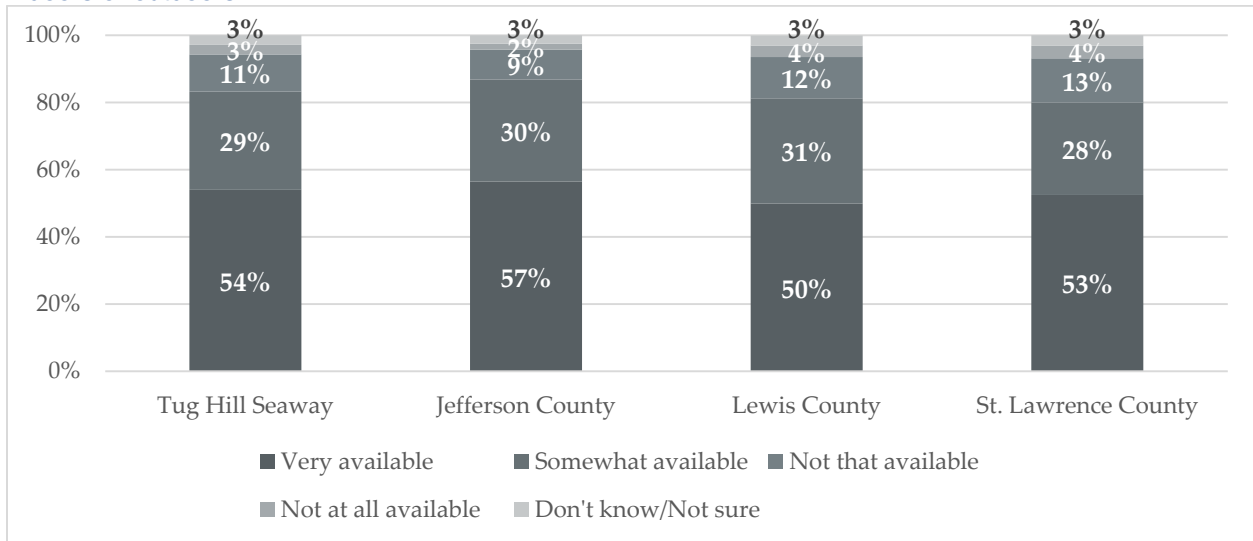 100%
80%
60%
40%
20%
0%
3% 3% 3% 3%
3% 2% 4% 4%
11% 9% 12% 13%
29% 30% 31% 28%
54% 57% 50% 53%
Tug Hill Seaway Jefferson County Lewis County St. Lawrence County
Very available Somewhat available Not that available
Not at all available Don't know/Not sure